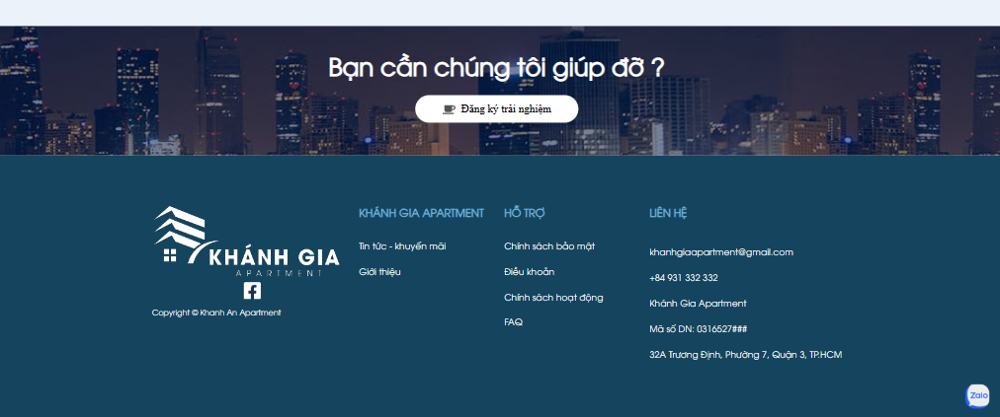 Bạn cần chúng tôi giúp đỡ ?
Đăng ký trải nghiệm
KHÁNH GIA
APARTMENT
Copyright © Khanh An Apartment
KHÁNH GIA APARTMENT
Tin tức - khuyến mãi
Giới thiệu
HỖ TRỢ
Chính sách bảo mật
Điều khoản
Chính sách hoạt động
FAQ
LIÊN HỆ
khanhgiaapartment@gmail.com
+84 931 332 332
Khánh Gia Apartment
Mã số DN: 0316527###
32A Trương Định, Phường 7, Quận 3, TP.HCM
Zalo